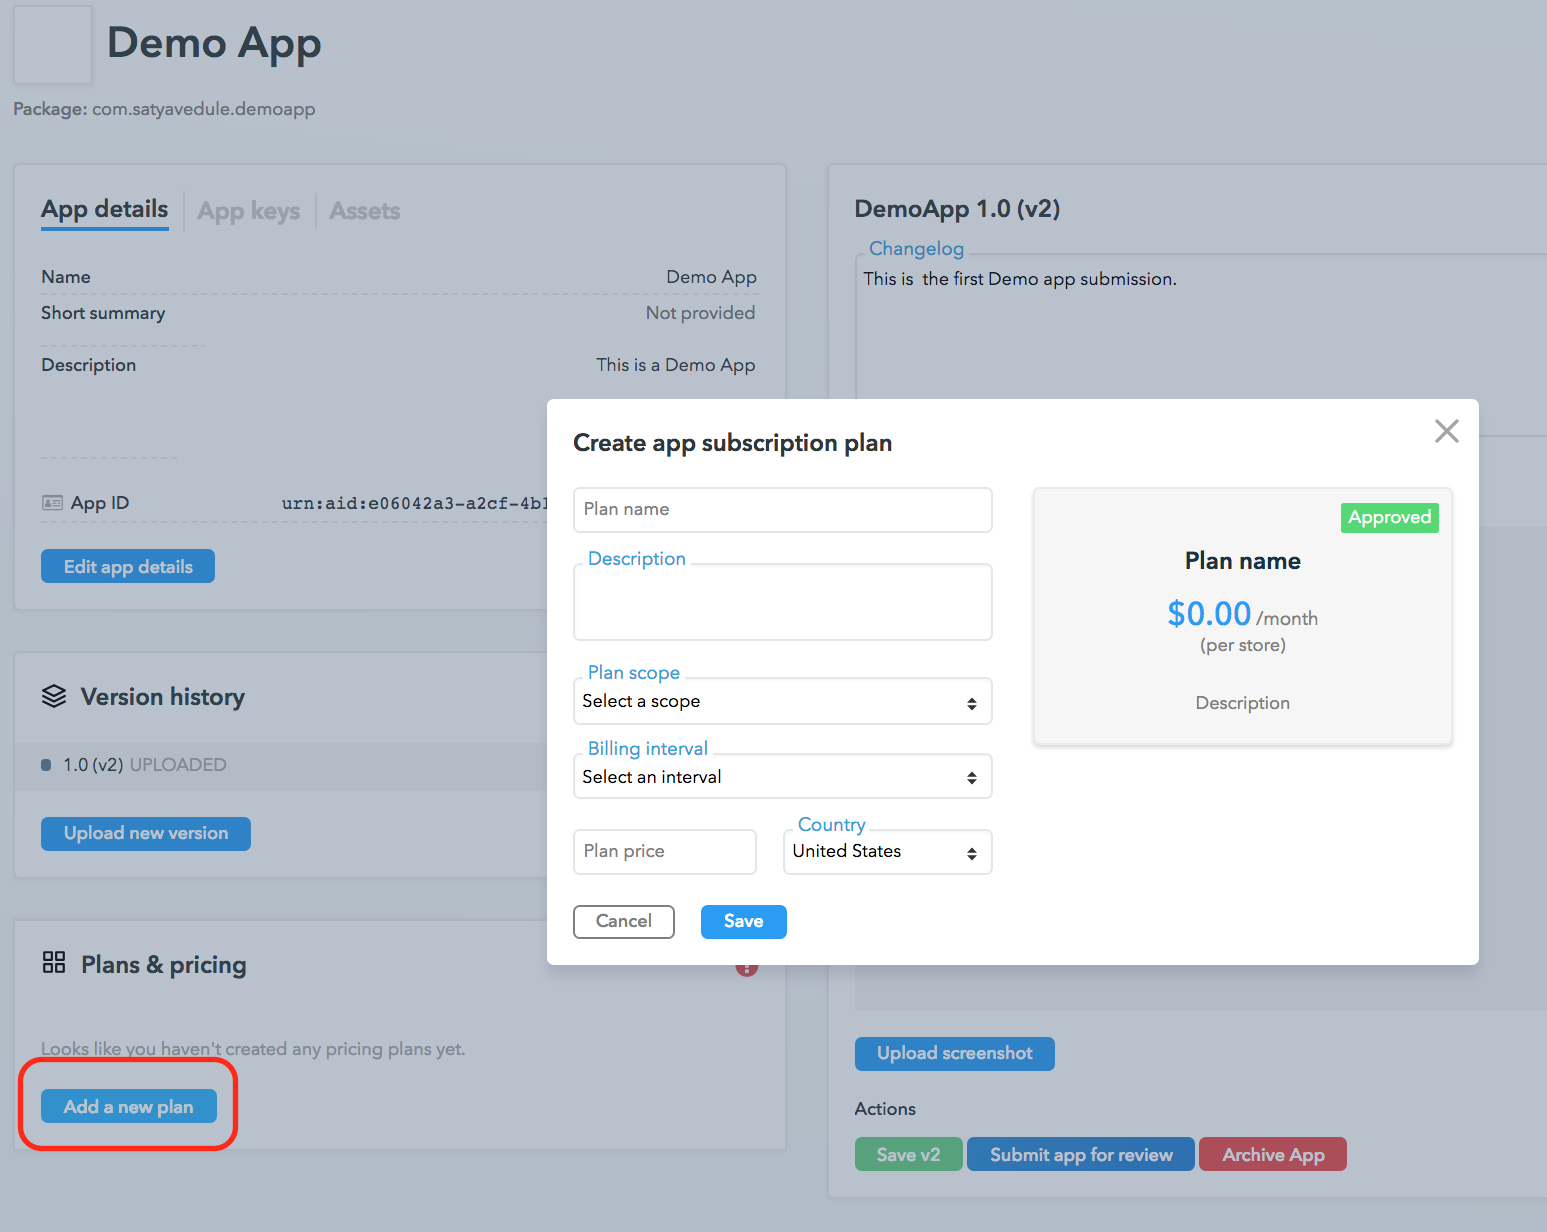 Demo App
Package: com.satyavedule.demoapp
App details
App keys
Assets
Name
Demo App
Short summary
Not provided
Description
This is a Demo App
App ID
urn:aid:e06042a3-a2cf-4b1
Edit app details
Version history
1.0 (v2) UPLOADED
Upload new version
Plans & pricing
Looks like you haven't created any pricing plans yet.
Add a new plan
DemoApp 1.0 (v2)
Changelog
This is  the first Demo app submission.
Create app subscription plan
Plan name
Description
Plan scope
Select a scope
Billing interval
Select an interval
Plan price
Country
United States
Cancel
Save
Approved
Plan name
$0.00 /month
(per store)
Description
Upload screenshot
Actions
Save v2
Submit app for review
Archive App